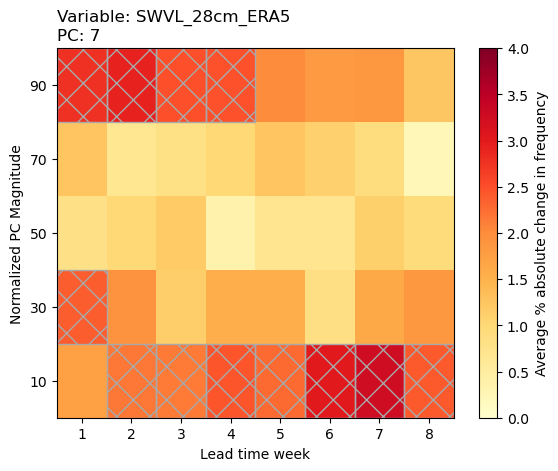 Variable: SWVL_28cm_ERA5
PC: 7
90
70
50
30
10
Normalized PC Magnitude
1 2 3 4 5 6 7 8
Lead time week
4.0
3.5
3.0
2.5
2.0
1.5
1.0
0.5
0.0
Average % absolute change in frequency